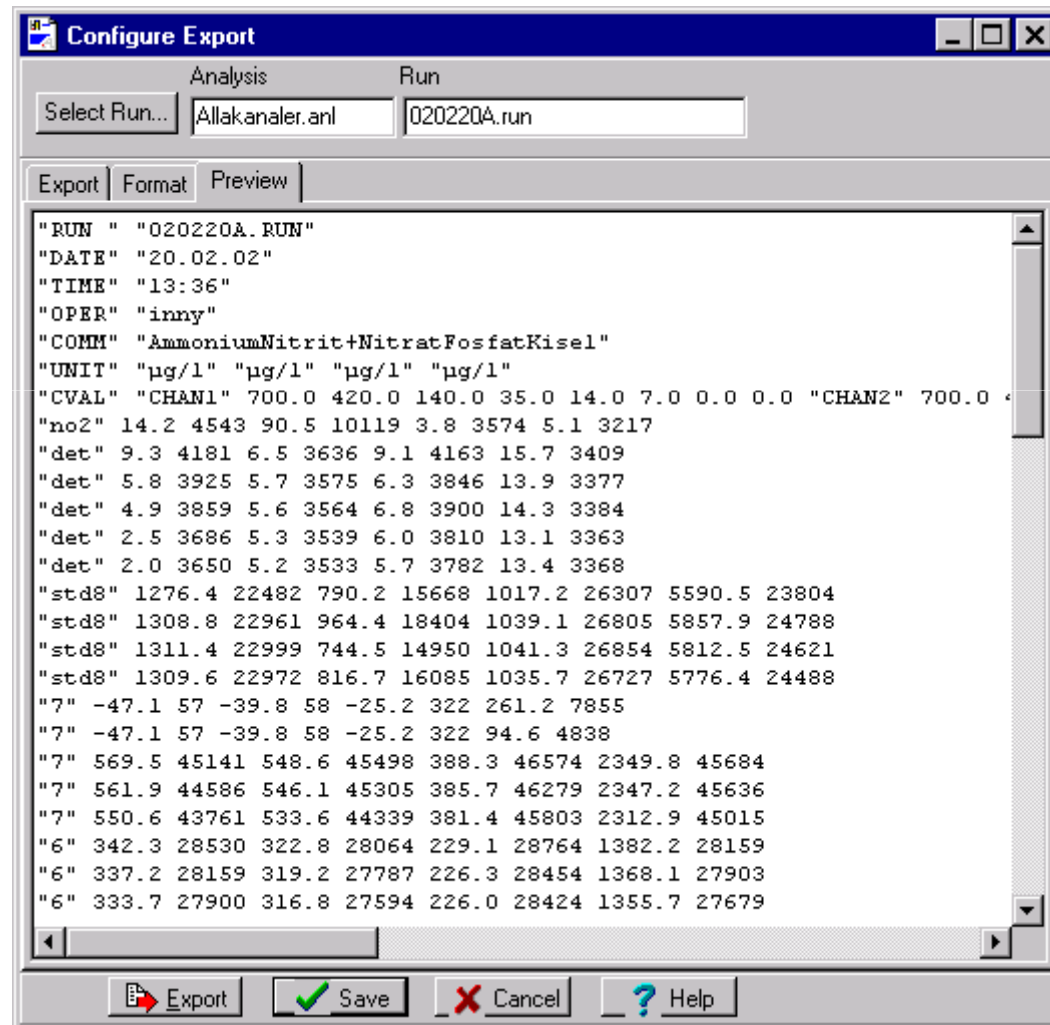 Configure Export
Analysis Run
Select Run... Allakanaler.anl 020220A.run
Export Format Preview
"RUN " "020220A.RUN"
"DATE" "20.02.02"
"TIME" "13:36"
"OPER" "inny"
"COMM" "AmmoniumNitrit+NitratFosfatKisel"
"UNIT" "µg/l" "µg/l" "µg/l" "µg/l"
"CVAL" "CHAN1" 700.0 420.0 140.0 35.0 14.0 7.0 0.0 0.0 "CHAN2" 700.0
"no2" 14.2 4543 90.5 10119 3.8 3574 5.1 3217
"det" 9.3 4181 6.5 3636 9.1 4163 15.7 3409
"det" 5.8 3925 5.7 3575 6.3 3846 13.9 3377
"det" 4.9 3859 5.6 3564 6.8 3900 14.3 3384
"det" 2.5 3686 5.3 3539 6.0 3810 13.1 3363
"det" 2.0 3650 5.2 3533 5.7 3782 13.4 3368
"std8" 1276.4 22482 790.2 15668 1017.2 26307 5590.5 23804
"std8" 1308.8 22961 964.4 18404 1039.1 26805 5857.9 24788
"std8" 1311.4 22999 744.5 14950 1041.3 26854 5812.5 24621
"std8" 1309.6 22972 816.7 16085 1035.7 26727 5776.4 24488
"7" -47.1 57 -39.8 58 -25.2 322 261.2 7855
"7" -47.1 57 -39.8 58 -25.2 322 94.6 4838
"7" 569.5 45141 548.6 45498 388.3 46574 2349.8 45684
"7" 561.9 44586 546.1 45305 385.7 46279 2347.2 45636
"7" 550.6 43761 533.6 44339 381.4 45803 2312.9 45015
"6" 342.3 28530 322.8 28064 229.1 28764 1382.2 28159
"6" 337.2 28159 319.2 27787 226.3 28454 1368.1 27903
"6" 333.7 27900 316.8 27594 226.0 28424 1355.7 27679
Export Save Cancel Help